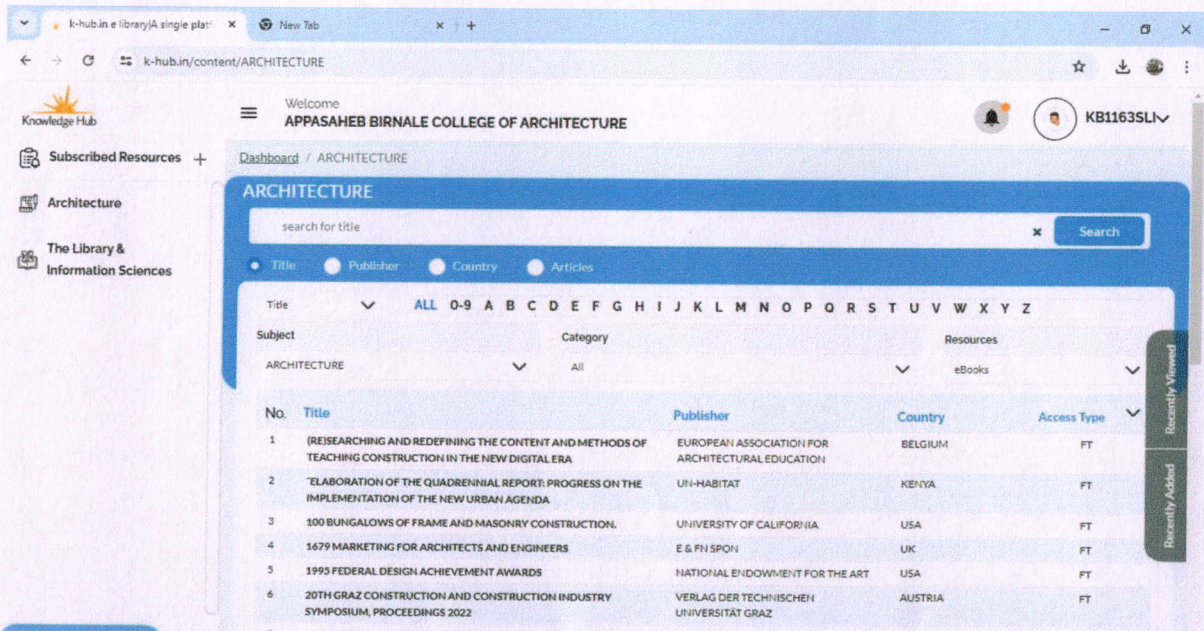 k-hub.in e library|A single plat
New Tab
k-hub.in/content/ARCHITECTURE
Knowledge Hub
Welcome
APPASAHEB BIRNALE COLLEGE OF ARCHITECTURE
KB1163SLI
Subscribed Resources +
Architecture
The Library &
Information Sciences
Dashboard / ARCHITECTURE
ARCHITECTURE
search for title
Search
Title Publisher Country Articles
Title ALL 0-9 A B C D E F G H I J K L M N O P Q R S T U V W X Y Z
Subject Category Resources
ARCHITECTURE All eBooks
No. Title Publisher Country Access Type
1 (RE)SEARCHING AND REDEFINING THE CONTENT AND METHODS OF EUROPEAN ASSOCIATION FOR BELGIUM FT
TEACHING CONSTRUCTION IN THE NEW DIGITAL ERA ARCHITECTURAL EDUCATION
2 "ELABORATION OF THE QUADRENNIAL REPORT: PROGRESS ON THE UN-HABITAT KENYA FT
IMPLEMENTATION OF THE NEW URBAN AGENDA
3 100 BUNGALOWS OF FRAME AND MASONRY CONSTRUCTION. UNIVERSITY OF CALIFORNIA USA FT
4 1679 MARKETING FOR ARCHITECTS AND ENGINEERS E & FN SPON UK FT
5 1995 FEDERAL DESIGN ACHIEVEMENT AWARDS NATIONAL ENDOWMENT FOR THE ART USA FT
6 20TH GRAZ CONSTRUCTION AND CONSTRUCTION INDUSTRY VERLAG DER TECHNISCHEN AUSTRIA FT
SYMPOSIUM, PROCEEDINGS 2022 UNIVERSITÄT GRAZ
Recently Viewed
Recently Added